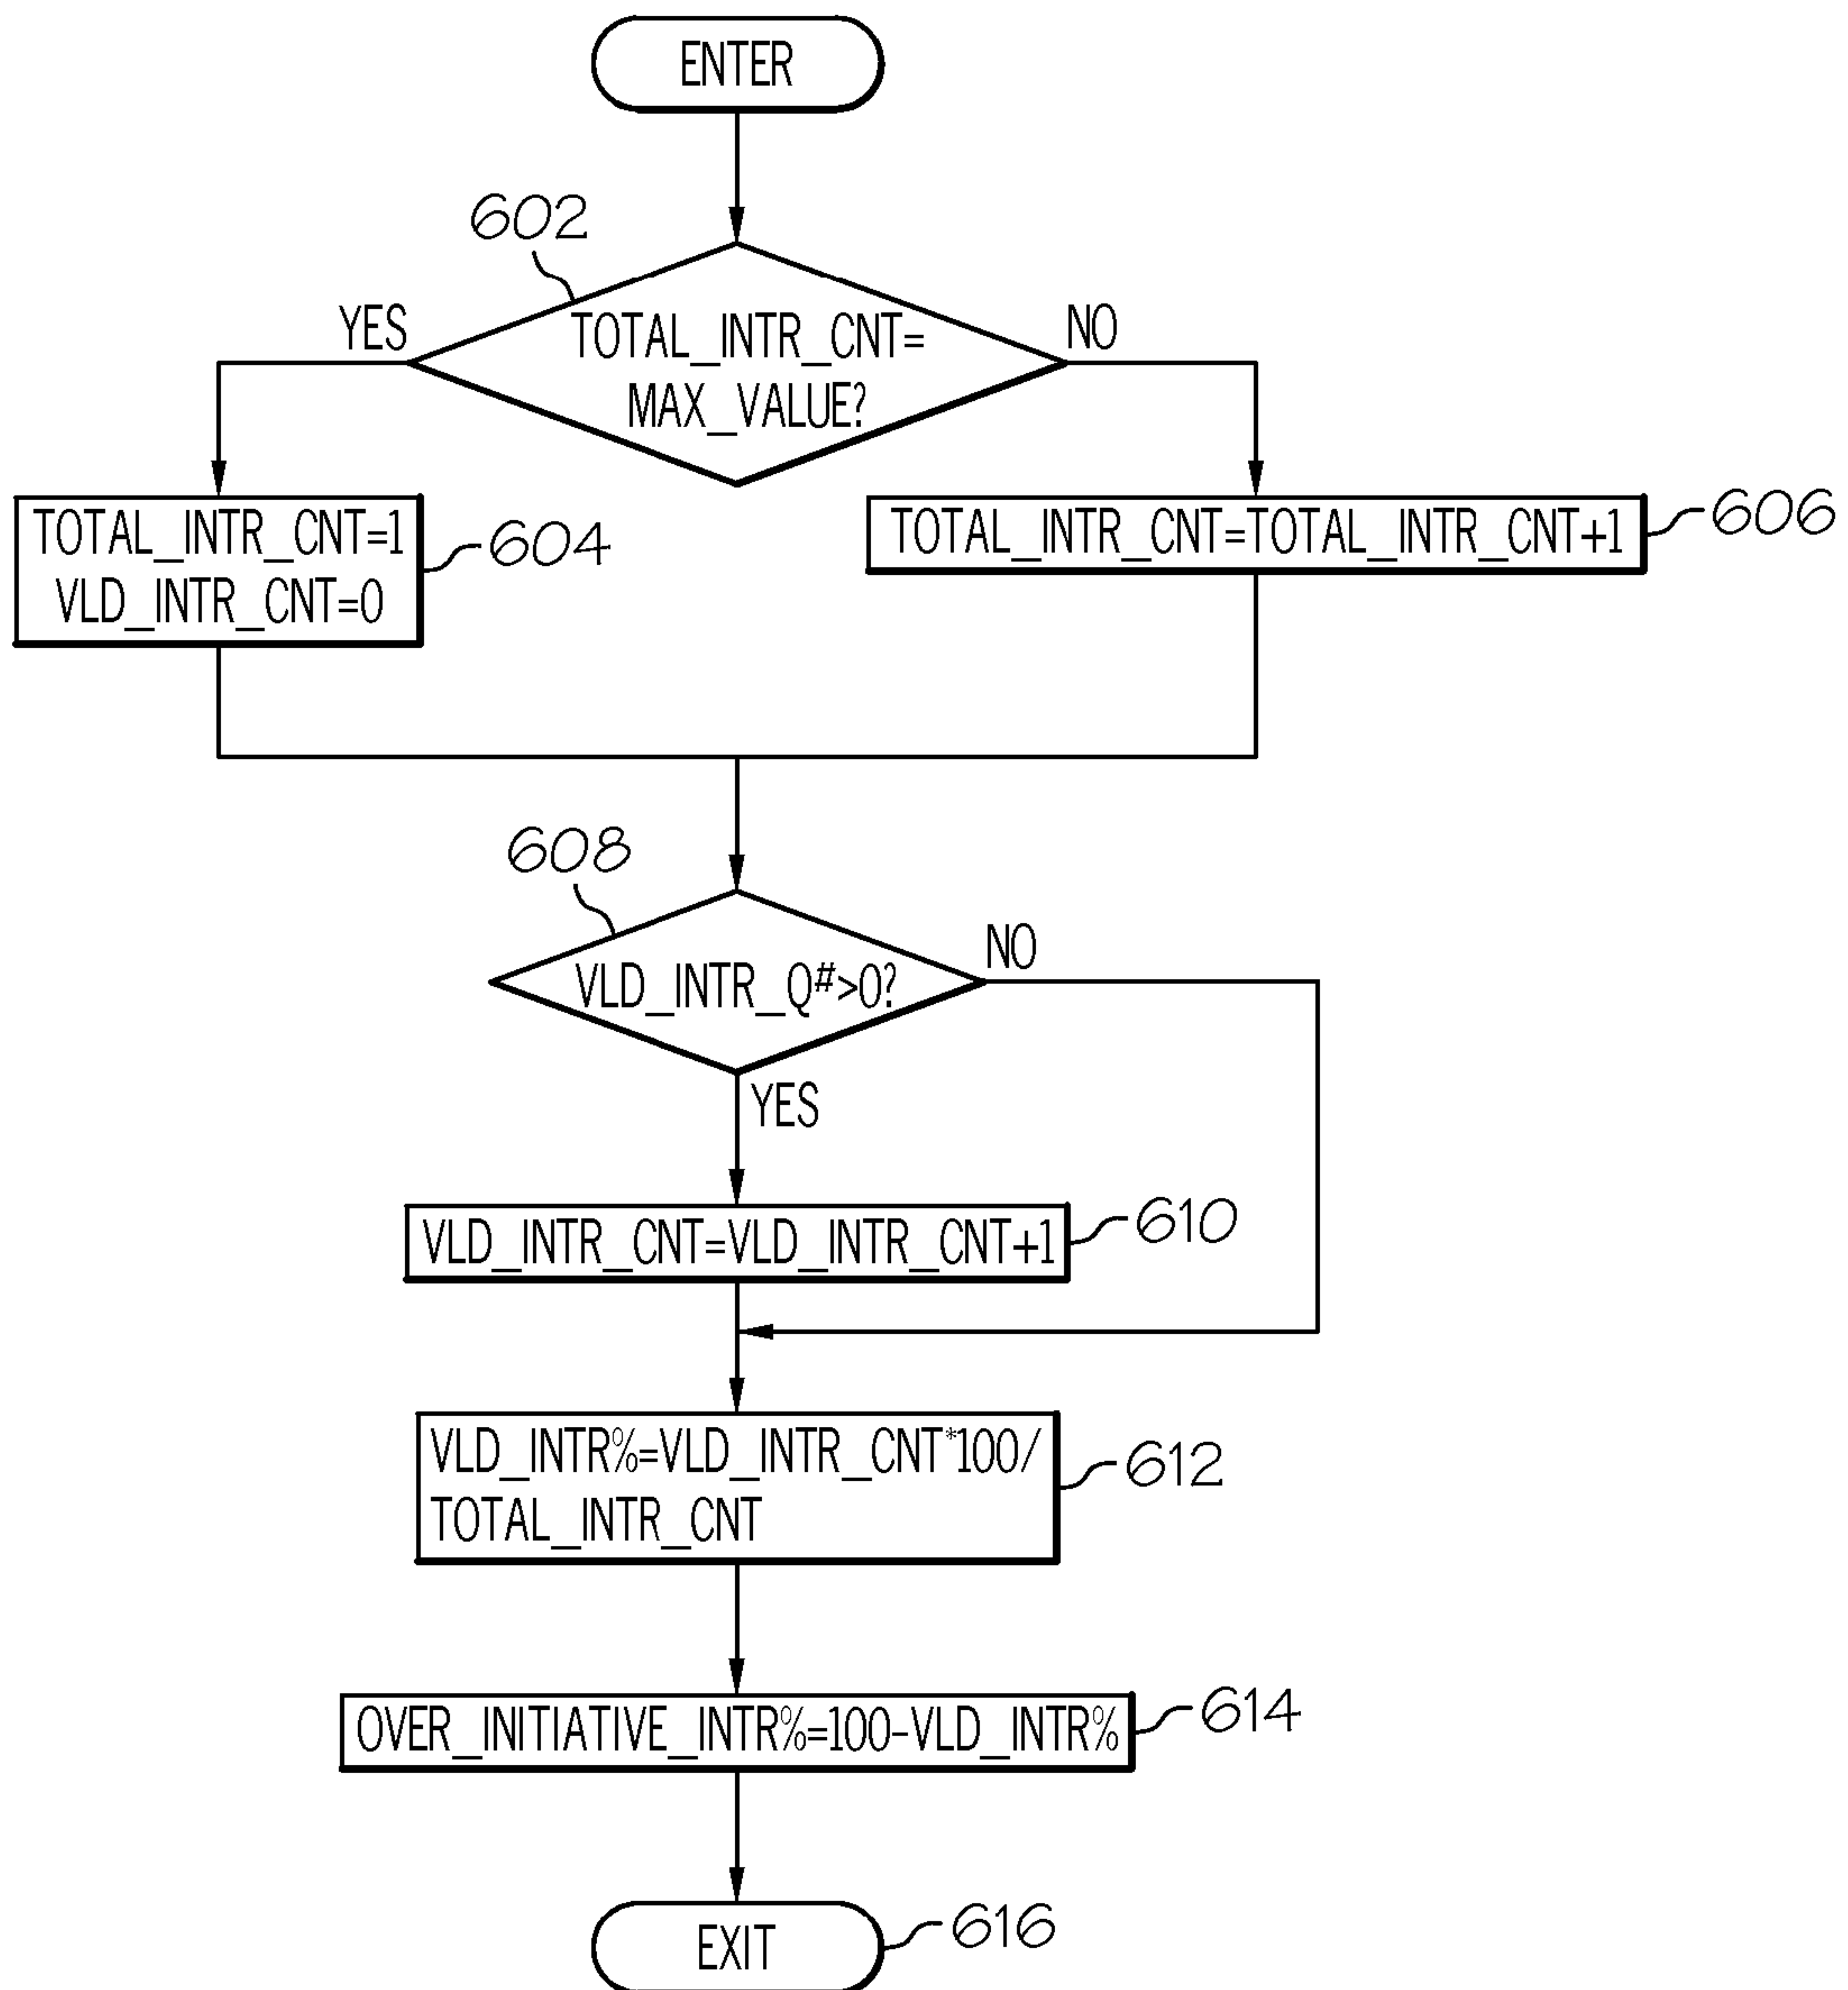 ENTER
602
YES
NO
TOTAL_INTR_CNT=
MAX_VALUE?
TOTAL_INTR_CNT=1
VLD_INTR_CNT=0
604
TOTAL_INTR_CNT=TOTAL_INTR_CNT+1
606
608
NO
VLD_INTR_Q#>0?
YES
VLD_INTR_CNT=VLD_INTR_CNT+1
610
VLD_INTR%=VLD_INTR_CNT*100/
TOTAL_INTR_CNT
612
OVER_INITIATIVE_INTR%=100-VLD_INTR%
614
EXIT
616